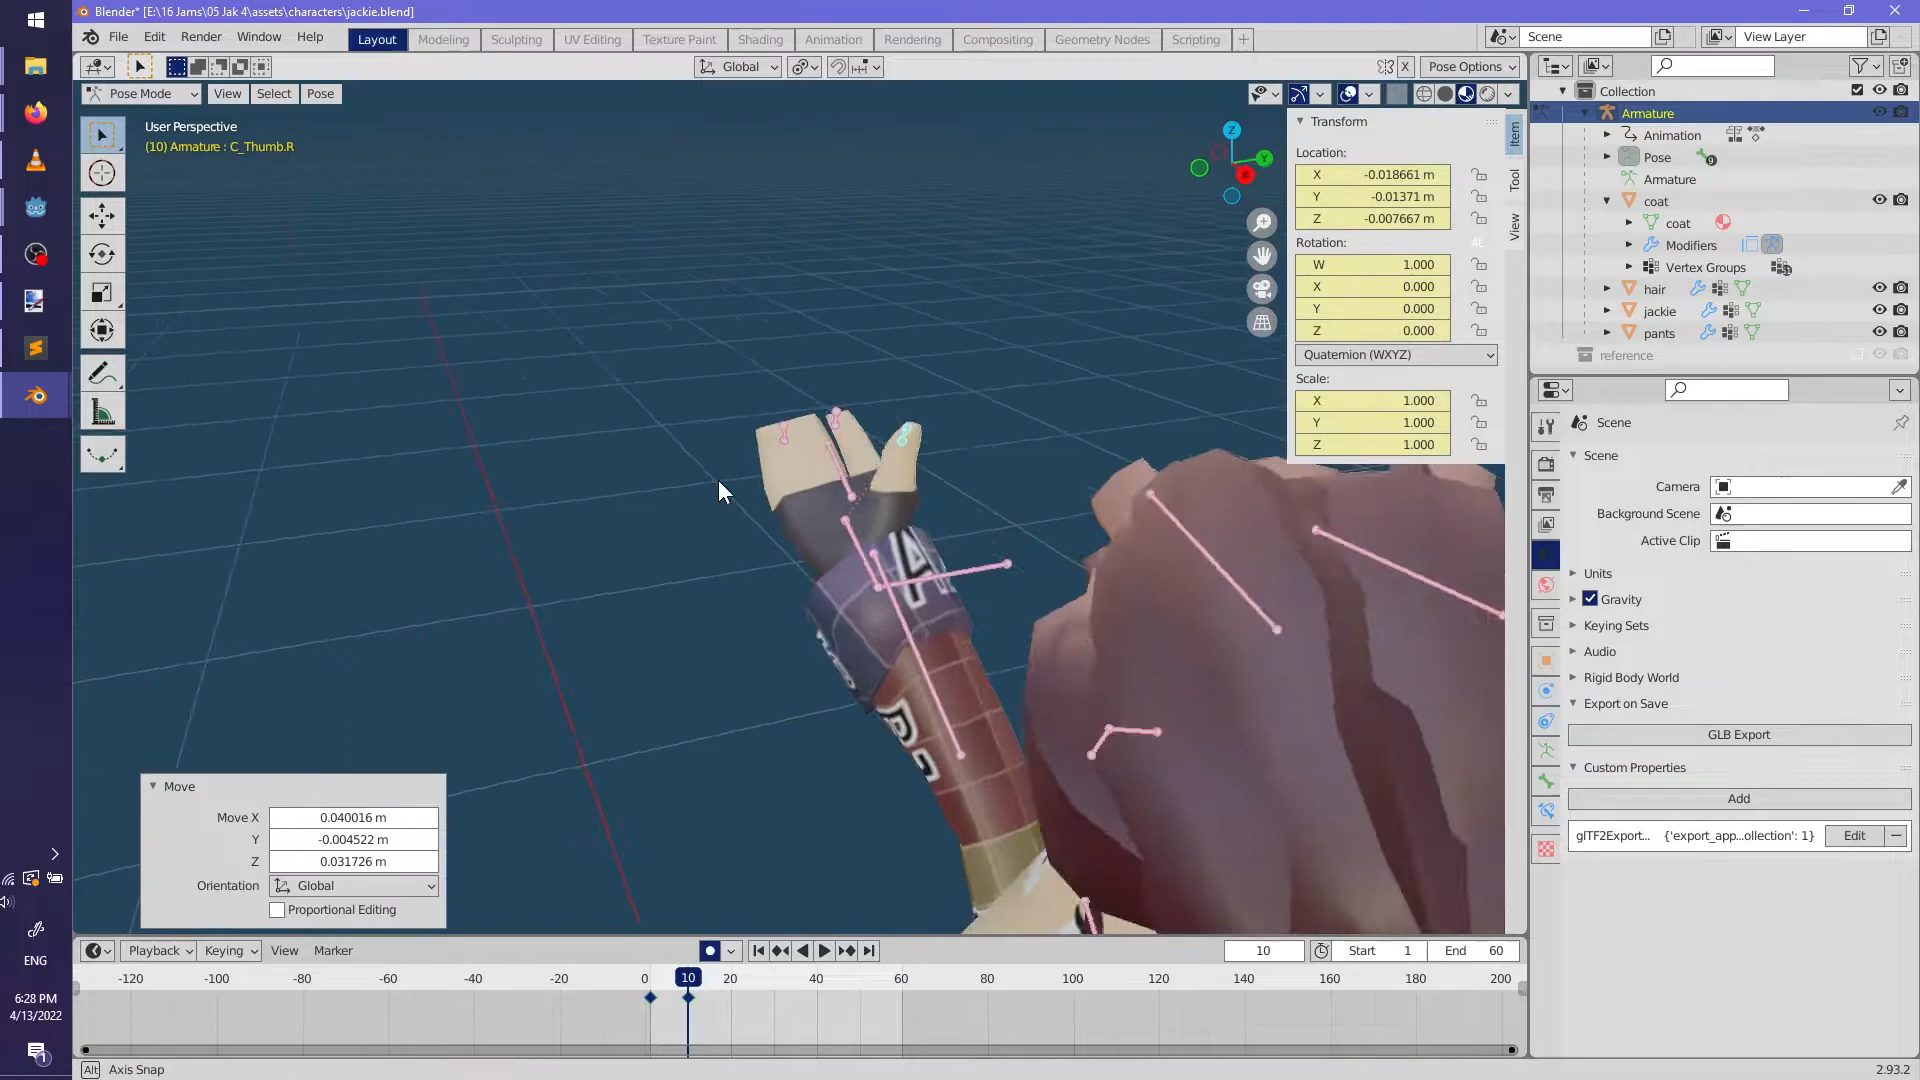 Blender* [E:\16 Jams\05 Jak 4\assets\characters\jackie.blend]
File Edit Render Window Help Layout Modeling Sculpting UV Editing Texture Paint Shading Animation Rendering Compositing Geometry Nodes Scripting + Scene View Layer
Global X Pose Options
Pose Mode View Select Pose
Collection
User Perspective
(10) Armature : C_Thumb.R
Transform
Item
Tool
View
Location:
X -0.018661 m
Y -0.01371 m
Z -0.007667 m
Rotation:
4L
W 1.000
X 0.000
Y 0.000
Z 0.000
Quaternion (WXYZ)
Scale:
X 1.000
Y 1.000
Z 1.000
Z
Y
X
Armature
Animation
Pose
9
Armature
coat
coat
Modifiers
Vertex Groups
hair
jackie
pants
reference
Scene
Scene
Camera
Background Scene
Active Clip
Units
Gravity
Keying Sets
Audio
Rigid Body World
Export on Save
GLB Export
Custom Properties
Add
glTF2Export... {'export_app...ollection': 1} Edit
Move
Move X 0.040016 m
Y -0.004522 m
Z 0.031726 m
Orientation Global
Proportional Editing
Playback Keying View Marker 10 Start 1 End 60
-120 -100 -80 -60 -40 -20 0 10 20 40 60 80 100 120 140 160 180 200
ENG
6:28 PM
4/13/2022
1
Alt Axis Snap 2.93.2